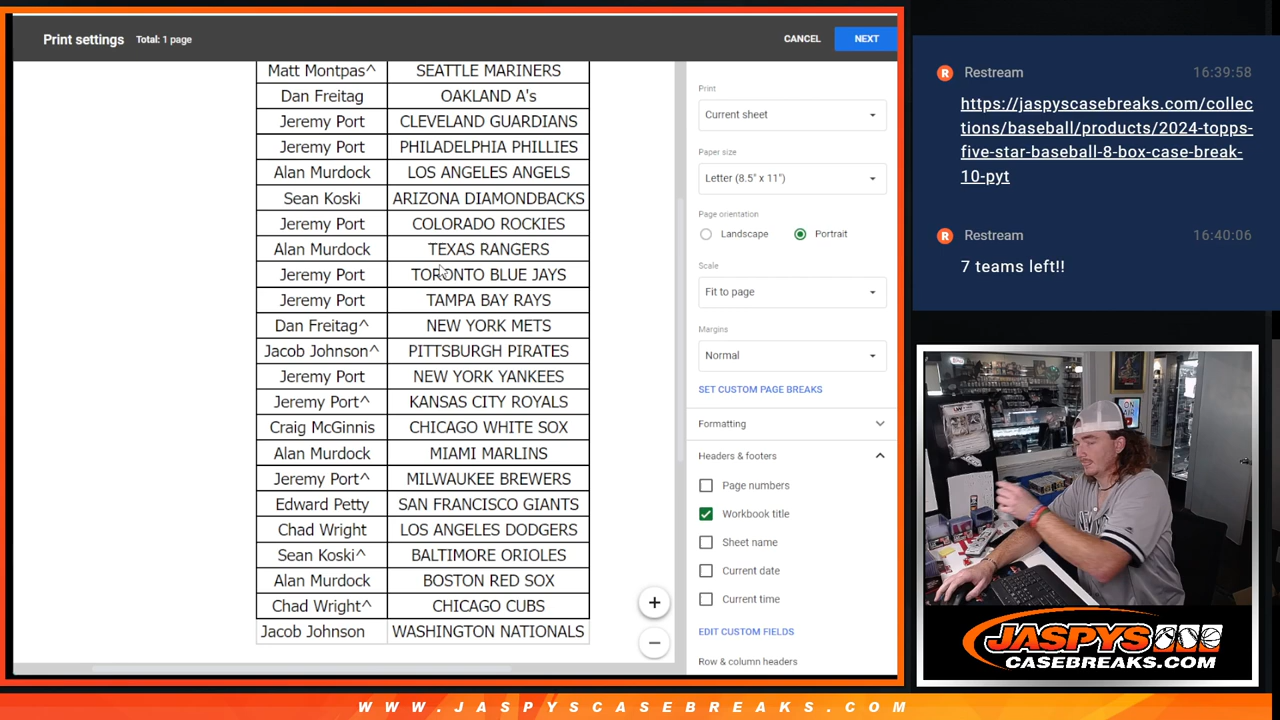 Print settings Total: 1 page CANCEL NEXT
Matt Montpas^ SEATTLE MARINERS
Dan Freitag OAKLAND A's
Jeremy Port CLEVELAND GUARDIANS
Jeremy Port PHILADELPHIA PHILLIES
Alan Murdock LOS ANGELES ANGELS
Sean Koski ARIZONA DIAMONDBACKS
Jeremy Port COLORADO ROCKIES
Alan Murdock TEXAS RANGERS
Jeremy Port TORONTO BLUE JAYS
Jeremy Port TAMPA BAY RAYS
Dan Freitag^ NEW YORK METS
Jacob Johnson^ PITTSBURGH PIRATES
Jeremy Port NEW YORK YANKEES
Jeremy Port^ KANSAS CITY ROYALS
Craig McGinnis CHICAGO WHITE SOX
Alan Murdock MIAMI MARLINS
Jeremy Port^ MILWAUKEE BREWERS
Edward Petty SAN FRANCISCO GIANTS
Chad Wright LOS ANGELES DODGERS
Sean Koski^ BALTIMORE ORIOLES
Alan Murdock BOSTON RED SOX
Chad Wright^ CHICAGO CUBS
Jacob Johnson WASHINGTON NATIONALS
Print
Current sheet
Paper size
Letter (8.5" x 11")
Page orientation
Landscape Portrait
Scale
Fit to page
Margins
Normal
SET CUSTOM PAGE BREAKS
Formatting
Headers & footers
Page numbers
Workbook title
Sheet name
Current date
Current time
EDIT CUSTOM FIELDS
Row & column headers
R Restream 16:39:58
https://jaspyscasebreaks.com/collec
tions/baseball/products/2024-topps-
five-star-baseball-8-box-case-break-
10-pyt
R Restream 16:40:06
7 teams left!!
ON AIR
JASPYS
CASEBREAKS.COM
WWW.JASPYSCASEBREAKS.COM